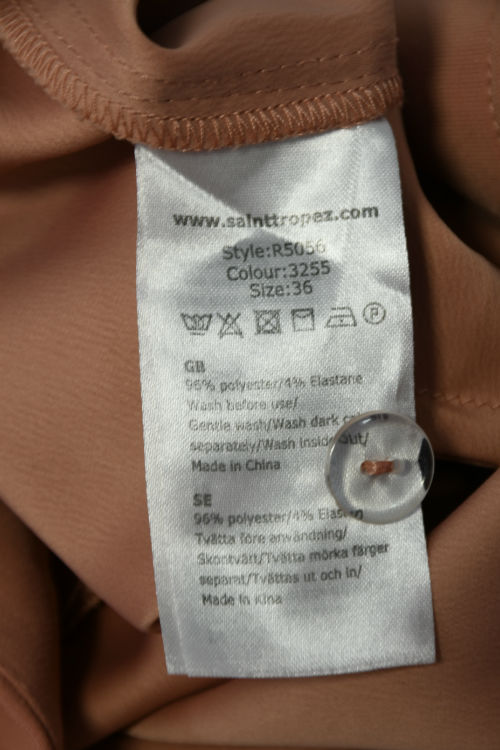 www.sainttropez.com
Style:R5056
Colour:3255
Size:36
P
GB
96% polyester/4% Elastane
Wash before use/
Gentle wash/Wash dark colours
separately/Wash inside out/
Made in China
SE
96% polyester/4% Elastan
Tvätta före användning/
Skontvätt/Tvätta mörka färger
separat/Tvättas ut och in/
Made in Kina